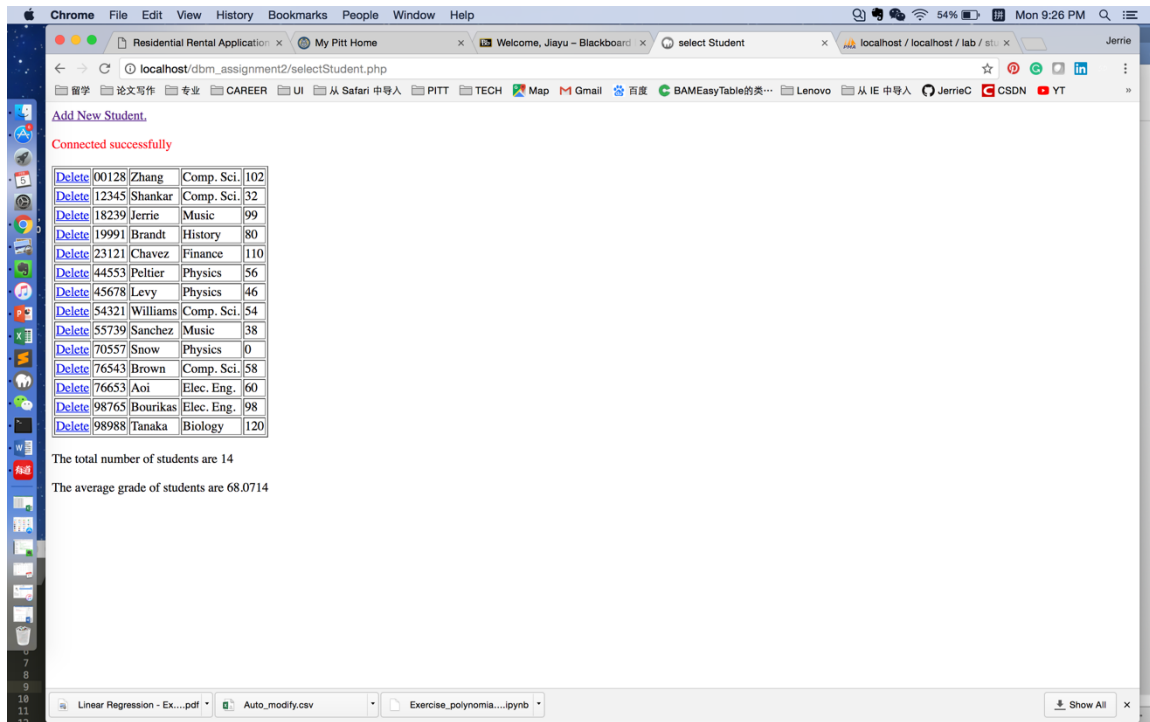 Chrome File Edit View History Bookmarks People Window Help 54% Mon 9:26 PM
Residential Rental Application My Pitt Home Welcome, Jiayu – Blackboard select Student localhost / localhost / lab / stu Jerrie
localhost/dbm_assignment2/selectStudent.php
留学 论文写作 专业 CAREER UI 从 Safari 中导入 PITT TECH Map Gmail 百度 BAMEasyTable的类… Lenovo 从 IE 中导入 JerrieC CSDN YT »
Add New Student.
Connected successfully
Delete 00128 Zhang Comp. Sci. 102
Delete 12345 Shankar Comp. Sci. 32
Delete 18239 Jerrie Music 99
Delete 19991 Brandt History 80
Delete 23121 Chavez Finance 110
Delete 44553 Peltier Physics 56
Delete 45678 Levy Physics 46
Delete 54321 Williams Comp. Sci. 54
Delete 55739 Sanchez Music 38
Delete 70557 Snow Physics 0
Delete 76543 Brown Comp. Sci. 58
Delete 76653 Aoi Elec. Eng. 60
Delete 98765 Bourikas Elec. Eng. 98
Delete 98988 Tanaka Biology 120
The total number of students are 14
The average grade of students are 68.0714
7
8
9
10
11
Linear Regression - Ex....pdf Auto_modify.csv Exercise_polynomia....ipynb Show All